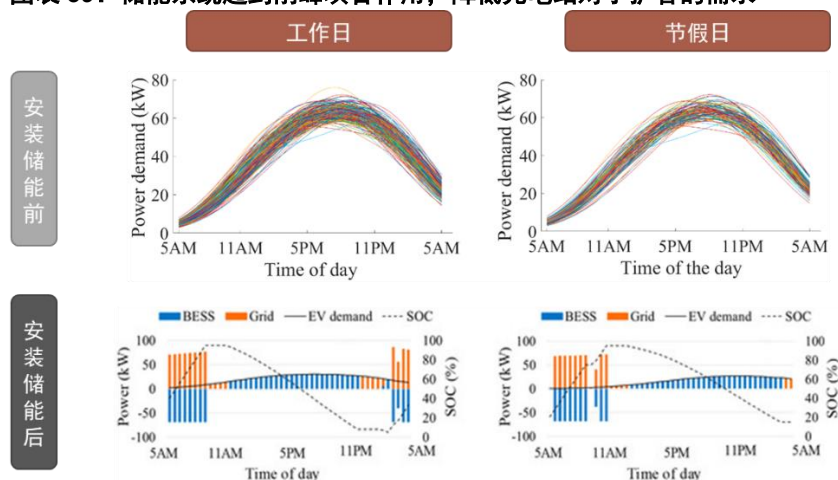 工作日
节假日
安装储能前
80
60
40
20
0
Power demand (kW)
5AM 11AM 5PM 11PM 5AM
Time of day
80
60
40
20
0
Power demand (kW)
5AM 11AM 5PM 11PM 5AM
Time of the day
安装储能后
BESS Grid EV demand SOC
100
50
0
-50
-100
Power (kW)
100
80
60
40
20
0
SOC (%)
5AM 11AM 5PM 11PM 5AM
Time of day
BESS Grid EV demand SOC
100
50
0
-50
-100
Power (kW)
100
80
60
40
20
0
SOC (%)
5AM 11AM 5PM 11PM 5AM
Time of day